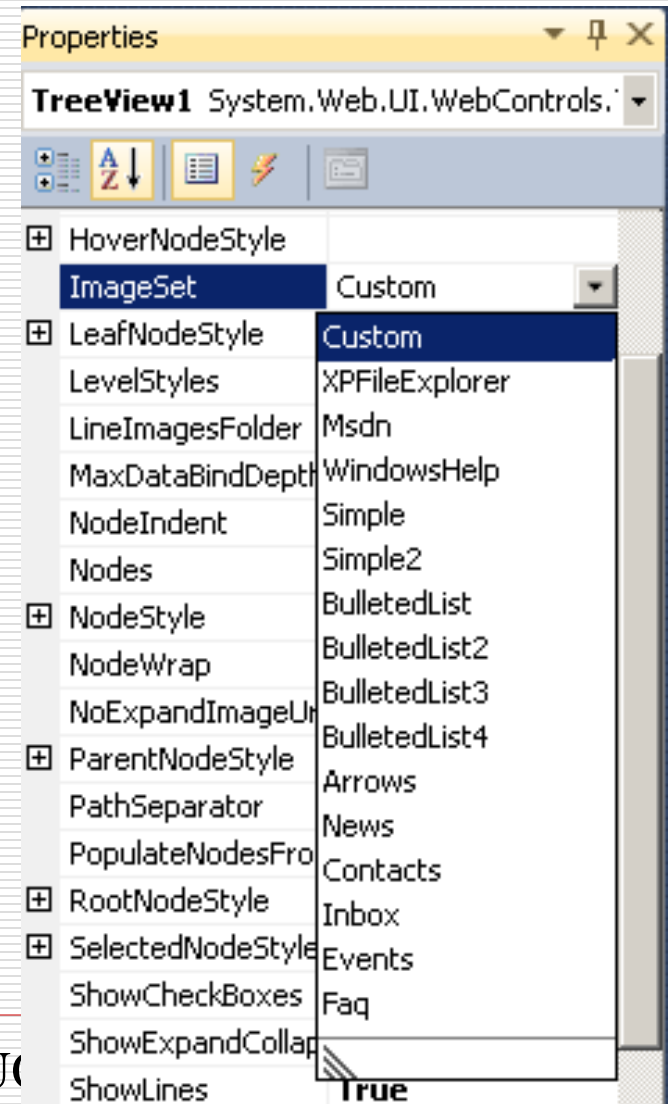 Properties
TreeView1 System.Web.UI.WebControls.
HoverNodeStyle
ImageSet Custom
LeafNodeStyle Custom
LevelStyles XPFileExplorer
LineImagesFolder Msdn
MaxDataBindDepth WindowsHelp
NodeIndent Simple
Nodes Simple2
NodeStyle BulletedList
NodeWrap BulletedList2
NoExpandImageUr BulletedList3
ParentNodeStyle BulletedList4
PathSeparator Arrows
PopulateNodesFro News
RootNodeStyle Contacts
SelectedNodeStyle Inbox
ShowCheckBoxes Events
ShowExpandCollap Faq
ShowLines True